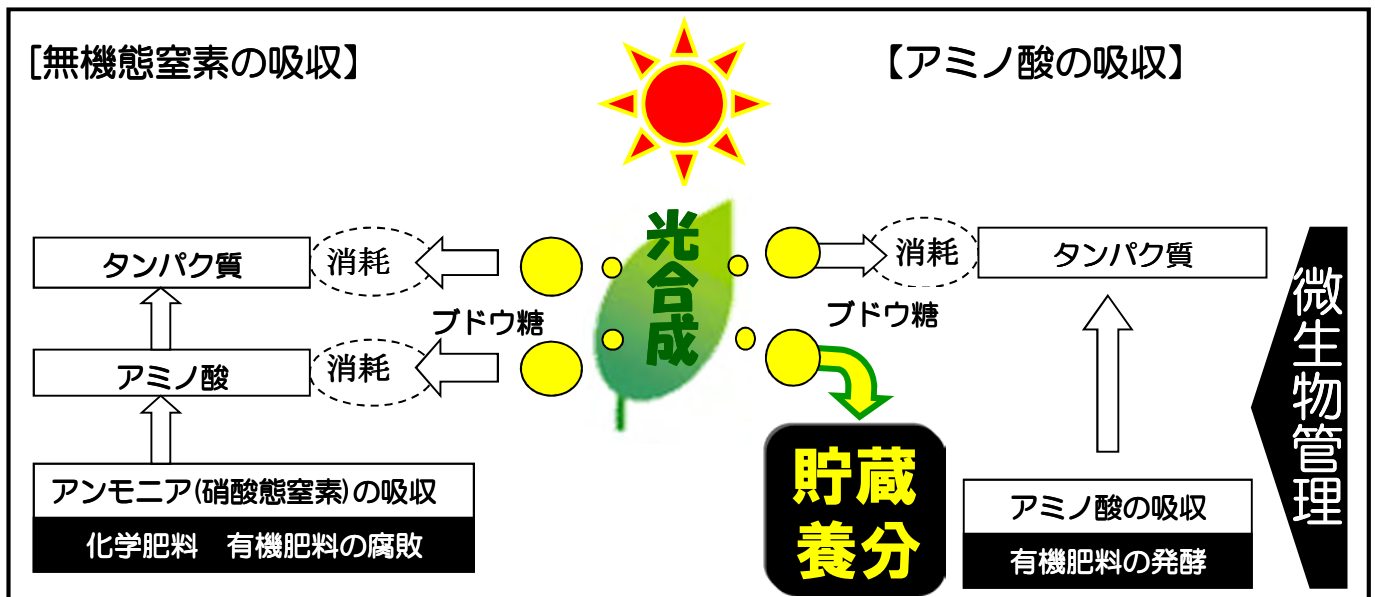 [無機態窒素の吸収】
【アミノ酸の吸収】
光合成
タンパク質
消耗
消耗
タンパク質
ブドウ糖
ブドウ糖
アミノ酸
消耗
アンモニア(硝酸態窒素)の吸収
化学肥料　有機肥料の腐敗
貯蔵
養分
アミノ酸の吸収
有機肥料の発酵
微生物管理